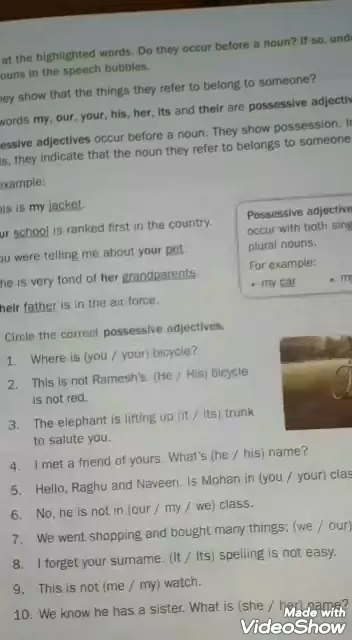 at the highlighted words. Do they occur before a noun? If so,
ouns in the speech bubbles.
ey show that the things they refer to belong to someone?
words my, our, your, his, her, its and their are possessive
essive adjectives occur before a noun. They show possession.
s, they indicate that the noun they refer to belongs to someone
xample:
is is my jacket.
ur school is ranked first in the country.
ou were telling me about your pet.
he is very fond of her grandparents.
heir father is in the air force.
Possessive adjective
occur with both sing
plural nouns.
For example:
• my car
• m
Circle the correct possessive adjectives.
1. Where is (you / your) bicycle?
2. This is not Ramesh's. (He / His) bicycle
is not red.
3. The elephant is lifting up (it / its) trunk
to salute you.
4. I met a friend of yours. What's (he / his) name?
5. Hello, Raghu and Naveen. Is Mohan in (you / your) clas
6. No, he is not in (our / my / we) class.
7. We went shopping and bought many things; (we / our)
8. I forget your surname. (It / Its) spelling is not easy.
9. This is not (me / my) watch.
10. We know he has a sister. What is (she / her) name?
Made with
VideoShow